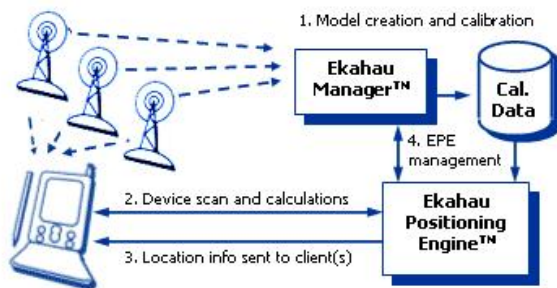 1. Model creation and calibration
Ekahau
Manager™
Cal.
Data
4. EPE
management
2. Device scan and calculations
Ekahau
Positioning
Engine™
3. Location info sent to client(s)